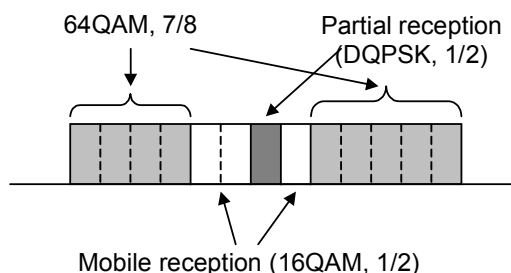 64QAM, 7/8
Partial reception
(DQPSK, 1/2)
Mobile reception (16QAM, 1/2)